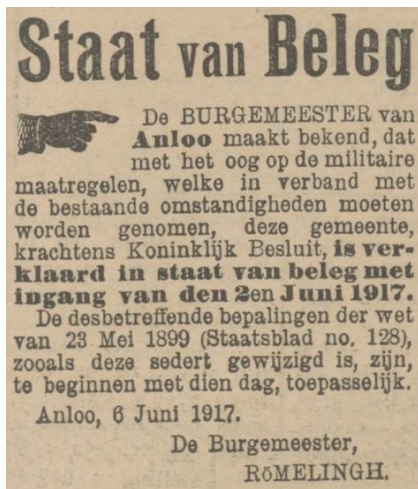 Staat van Beleg
De BURGEMEESTER van
Anloo maakt bekend, dat
met het oog op de militaire
maatregelen, welke in verband met
de bestaande omstandigheden moeten
worden genomen, deze gemeente,
krachtens Koninklijk Besluit, is ver-
klaard in staat van beleg met
ingang van den 2en Juni 1917.
De desbetreffende bepalingen der wet
van 23 Mei 1899 (Staatsblad no. 128),
zooals deze sedert gewijzigd is, zijn,
te beginnen met dien dag, toepasselijk.
Anloo, 6 Juni 1917.
De Burgemeester,
RöMELINGH.